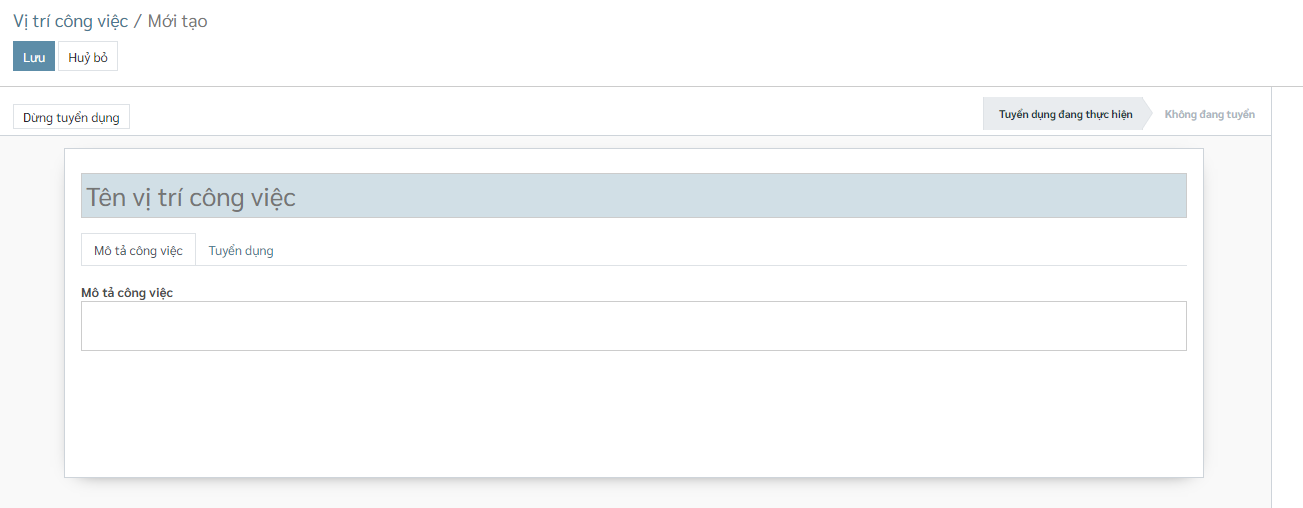 Vị trí công việc / Mới tạo
Lưu Huỷ bỏ
Dừng tuyển dụng Tuyển dụng đang thực hiện Không đang tuyển
Tên vị trí công việc
Mô tả công việc Tuyển dụng
Mô tả công việc